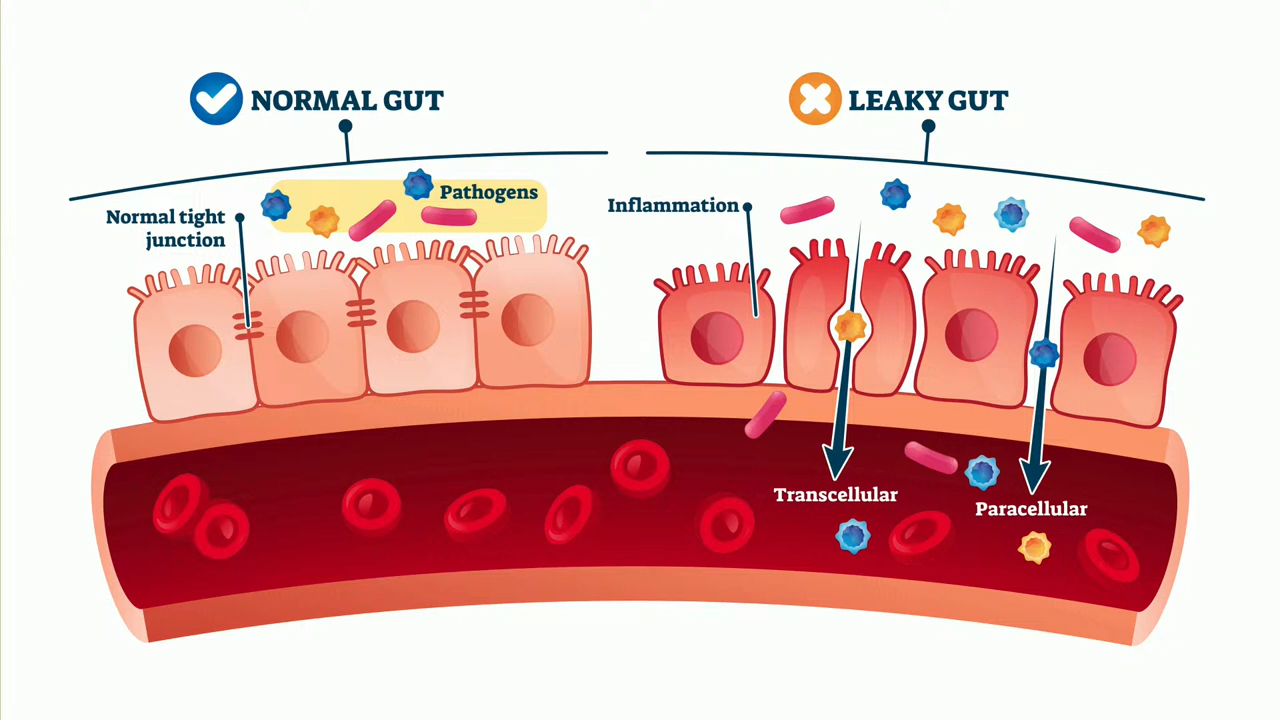 NORMAL GUT
LEAKY GUT
Pathogens
Normal tight
junction
Inflammation
Transcellular
Paracellular